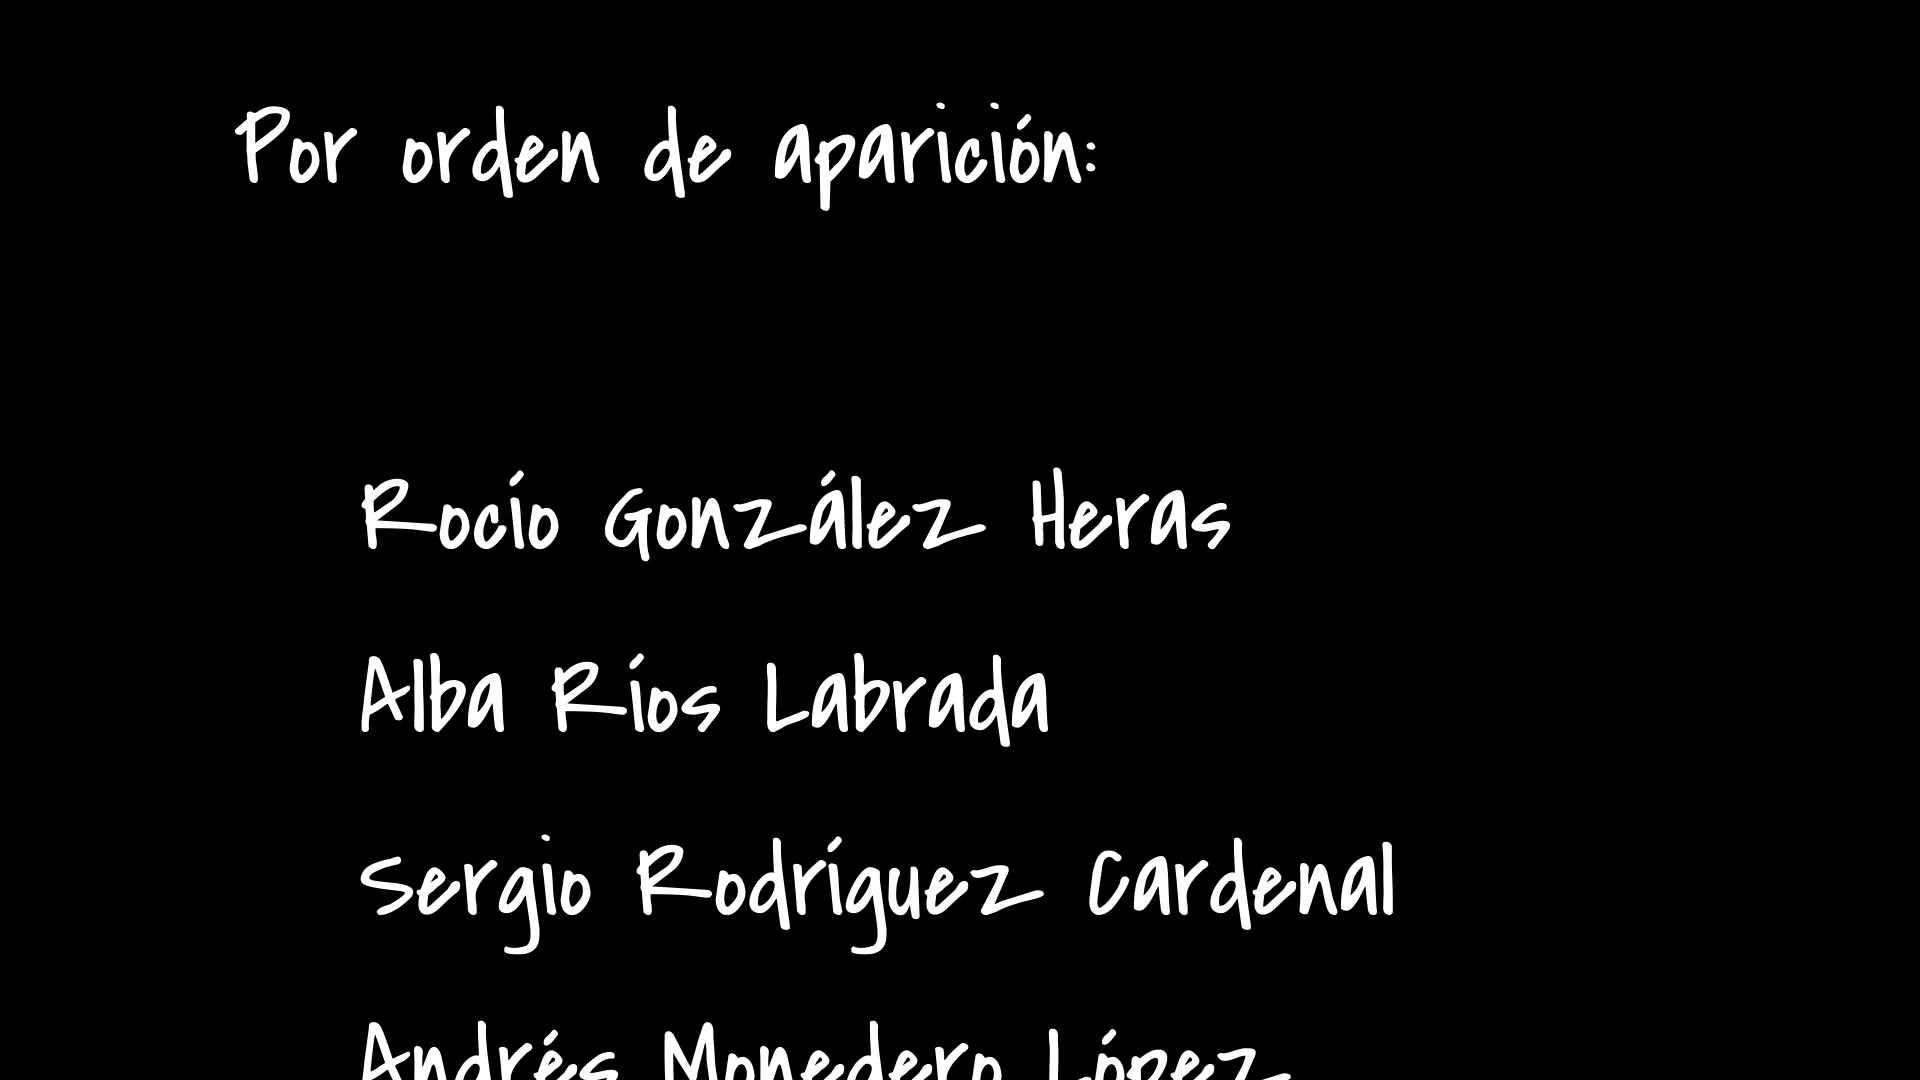 Por orden de aparición:
Rocío González Heras
Alba Ríos Labrada
Sergio Rodríguez Cardenal
Andrés Monedero López